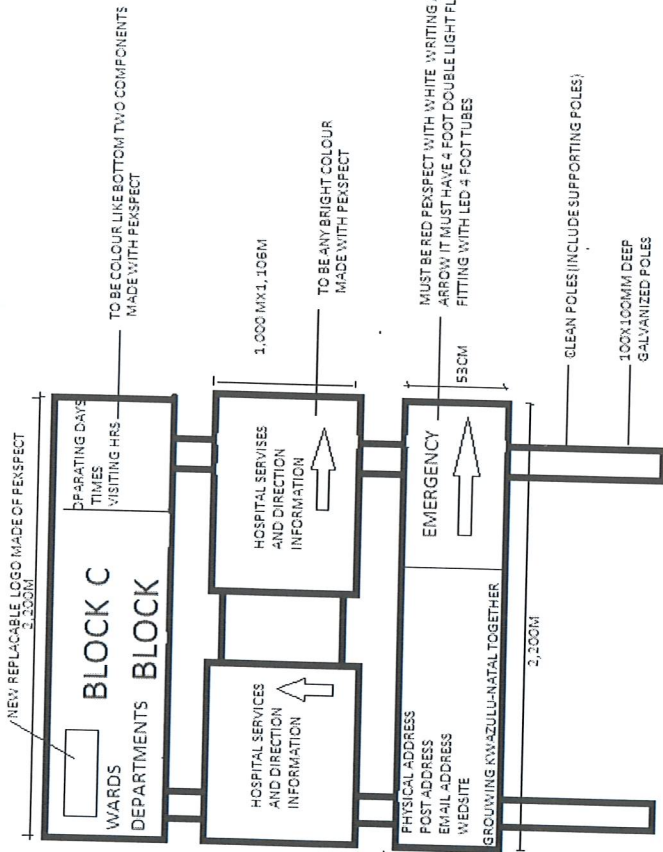 NEW REPLACABLE LOGO MADE OF PEXSPECT
2,200M
BLOCK C
WARDS
DEPARTMENTS BLOCK
OPARATING DAYS
TIMES
VISITING HRS
TO BE COLOUR LIKE BOTTOM TWO COMPONENTS
MADE WITH PEXSPECT
HOSPITAL SERVICES
AND DIRECTION
INFORMATION
HOSPITAL SERVISES
AND DIRECTION
INFORMATION
1,000 MX1,106M
TO BE ANY BRIGHT COLOUR
MADE WITH PEXSPECT
PHYSICAL ADDRESS
POST ADDRESS
EMAIL ADDRESS
WEDSITE
GROUWING KWAZULU-NATAL TOGETHER
EMERGENCY
53CM
MUST BE RED PEXSPECT WITH WHITE WRITING
ARROW IT MUST HAVE 4 FOOT DOUBLE LIGHT
FITTING WITH LED 4 FOOT TUBES
2,200M
CLEAN POLES(INCLUDE SUPPORTING POLES)
100X100MM DEEP
GALVANIZED POLES